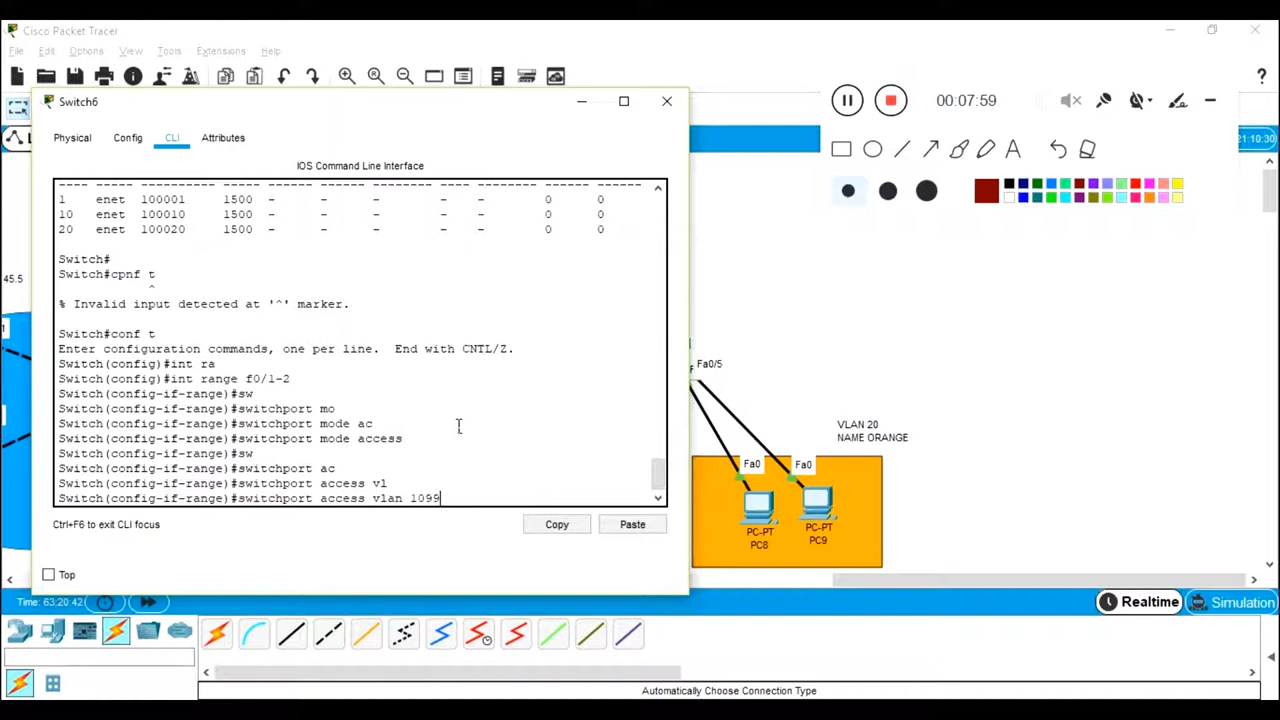 Cisco Packet Tracer
File Edit Options View Tools Extensions Help
?
Switch6
00:07:59
Physical Config CLI Attributes
L
21:10:30
A
IOS Command Line Interface
----- ----- ---------- ----- ------ ------ -------- ---- -------- ------ ------
1 enet 100001 1500 - - - - - 0 0
10 enet 100010 1500 - - - - - 0 0
20 enet 100020 1500 - - - - - 0 0
Switch#
Switch#cpnf t
^
% Invalid input detected at '^' marker.
Switch#conf t
Enter configuration commands, one per line. End with CNTL/Z.
Switch(config)#int ra
Switch(config)#int range f0/1-2
Switch(config-if-range)#sw
Switch(config-if-range)#switchport mo
Switch(config-if-range)#switchport mode ac
Switch(config-if-range)#switchport mode access
Switch(config-if-range)#sw
Switch(config-if-range)#switchport ac
Switch(config-if-range)#switchport access vl
Switch(config-if-range)#switchport access vlan 1099
Ctrl+F6 to exit CLI focus
Copy Paste
Top
45.5
Fa0/5
VLAN 20
NAME ORANGE
Fa0 Fa0
PC-PT
PC8
PC-PT
PC9
Time: 63:20:42
Realtime Simulation
Automatically Choose Connection Type